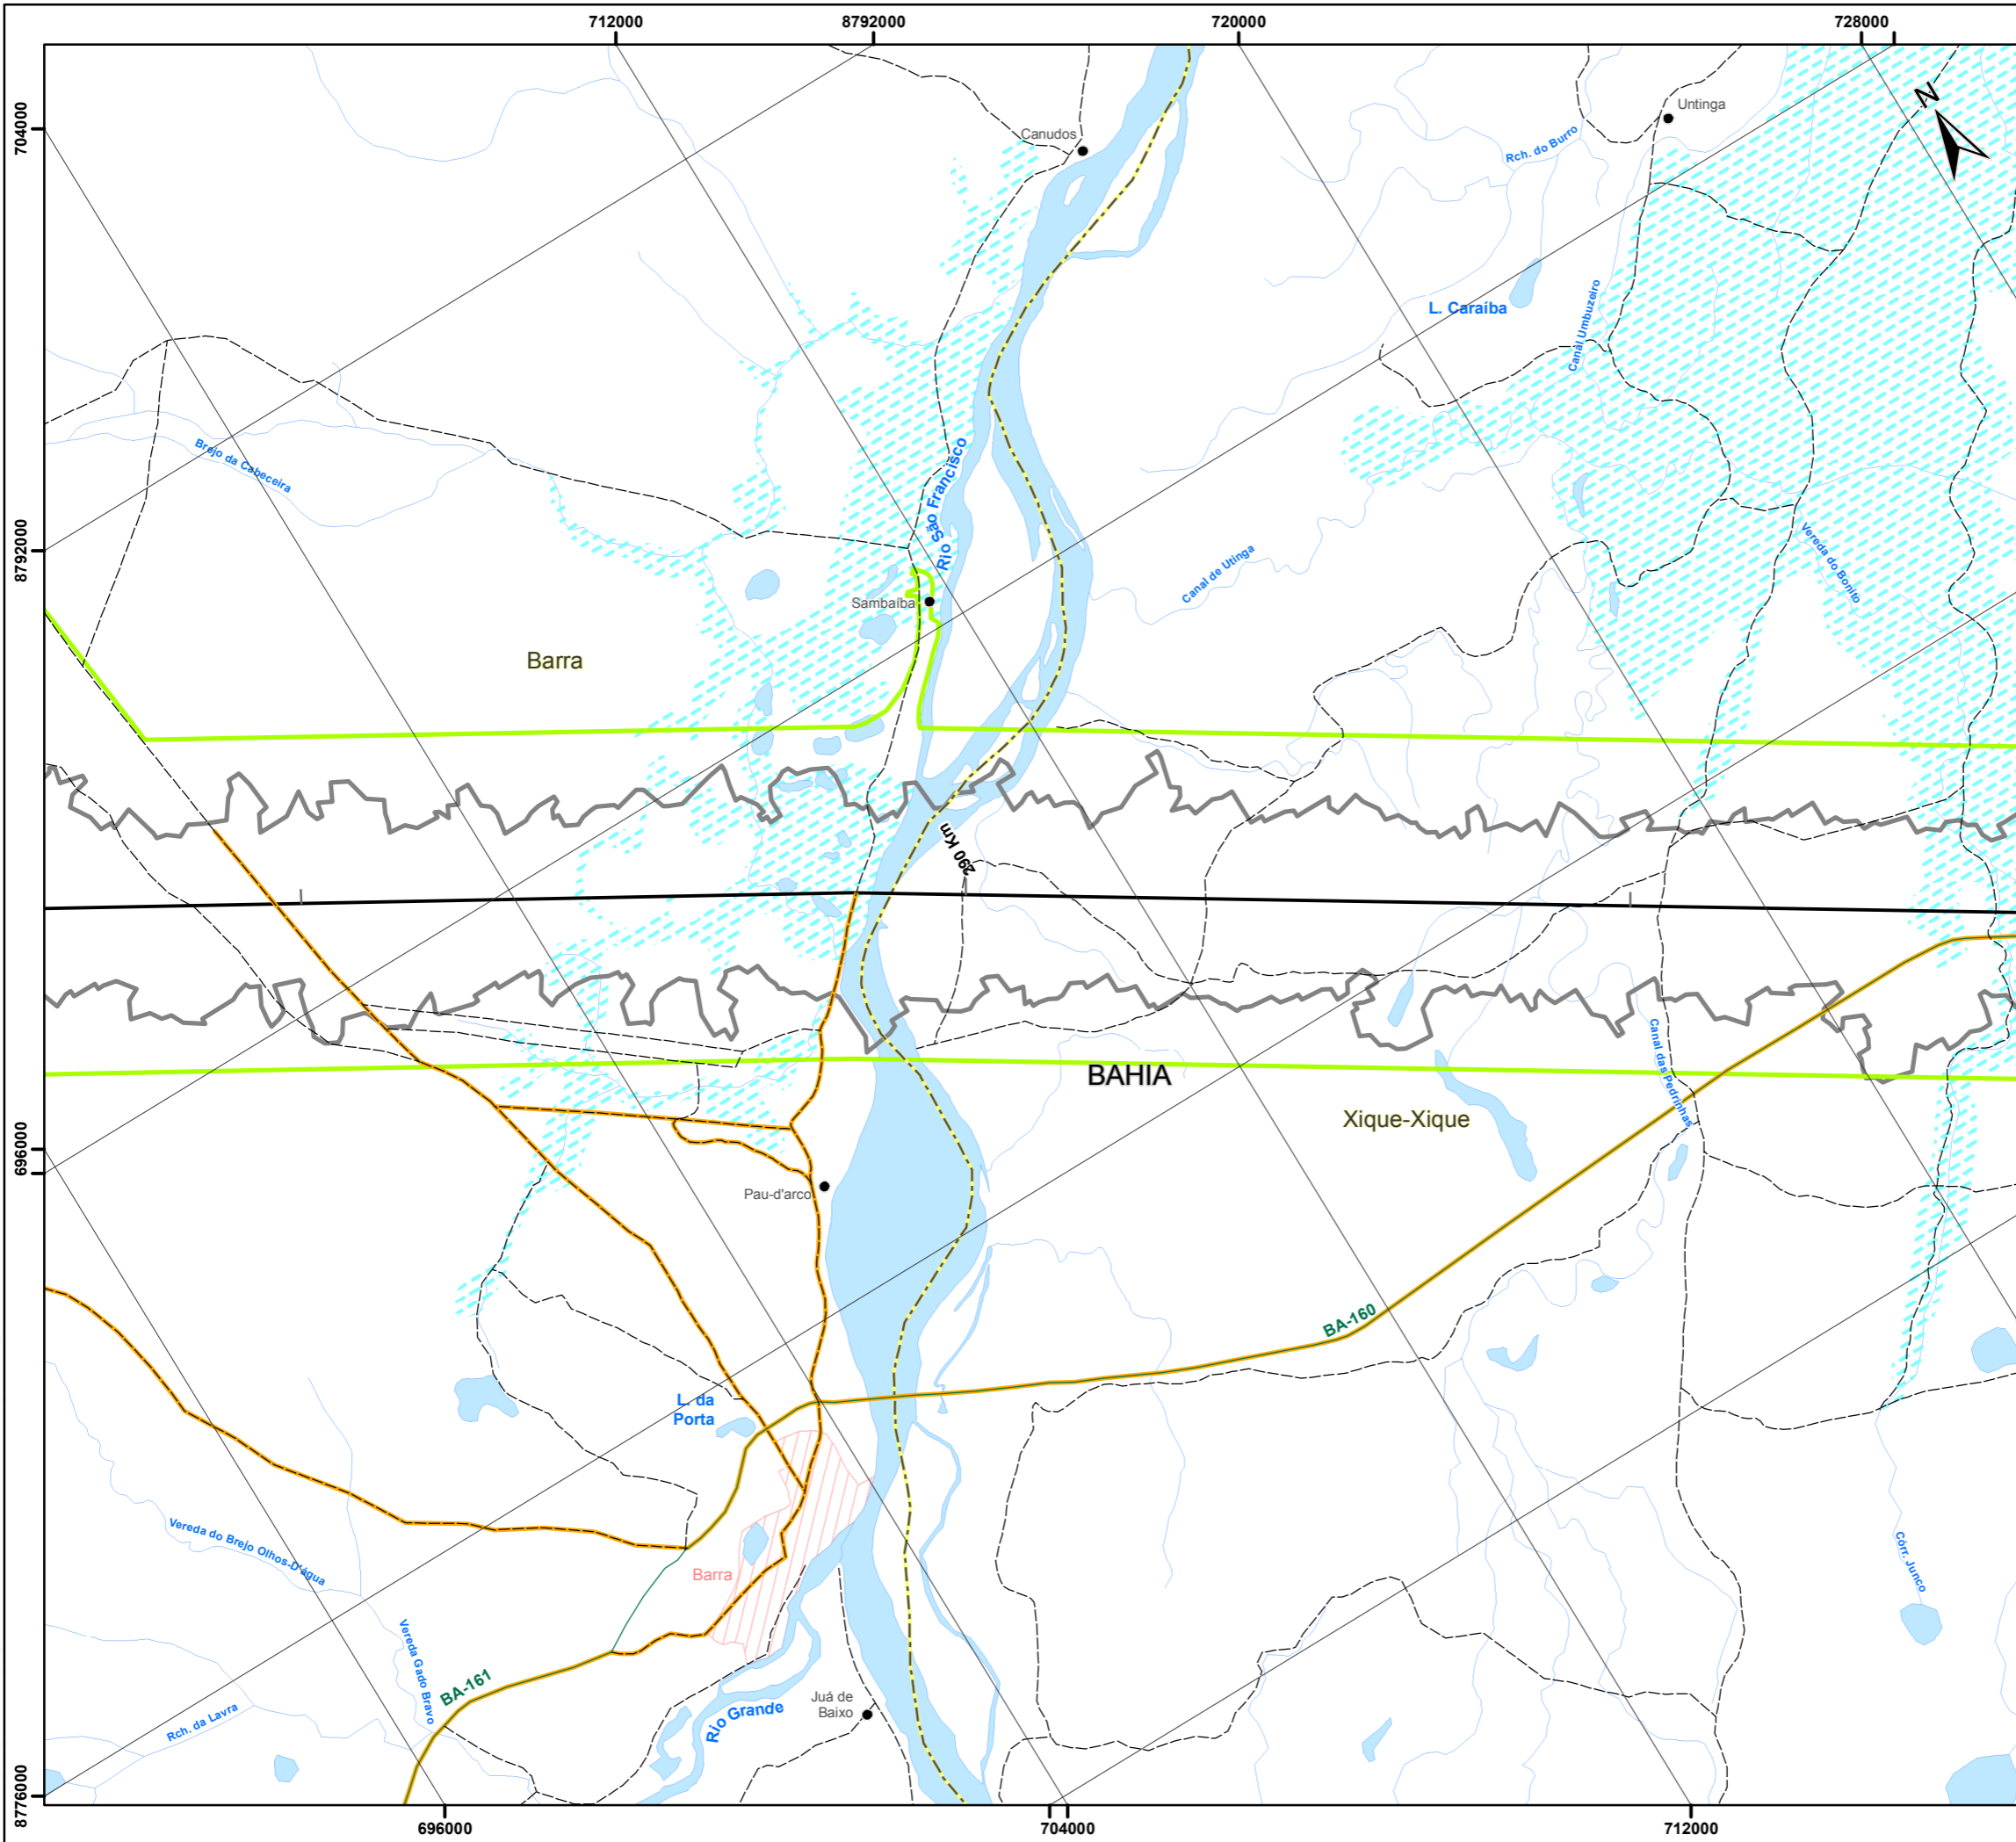 712000
8792000
720000
728000
704000
N
Untinga
Canudos
Rch. do Burro
L. Caraíba
Canal Umbuzeiro
Brejo da Cabeceira
Rio São Francisco
8792000
Vereda do Bonito
Canal de Utinga
Sambaíba
Barra
290 Km
Canal das Pedrinhas
BAHIA
Xique-Xique
696000
Pau-d'arco
BA-160
L. da
Porta
Vereda do Brejo Olhos-D'água
Barra
Córr. Junco
Vereda Gado Bravo
BA-161
Rch. da Lavra
Rio Grande
Juá de
Baixo
8776000
696000
704000
712000